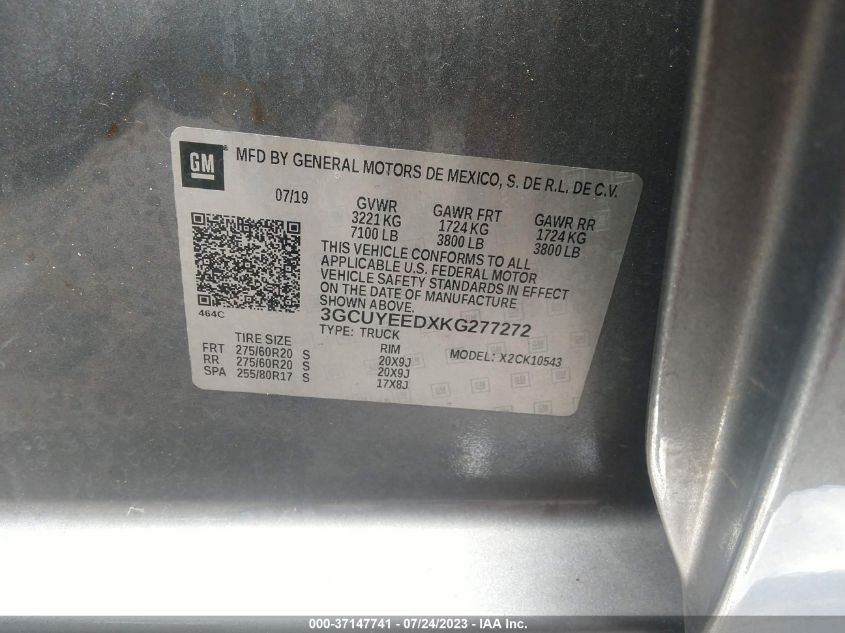 GM ® MFD BY GENERAL MOTORS DE MEXICO, S. DE R.L. DE C.V.
07/19 GVWR GAWR FRT GAWR RR
3221 KG 1724 KG 1724 KG
7100 LB 3800 LB 3800 LB
THIS VEHICLE CONFORMS TO ALL
APPLICABLE U.S. FEDERAL MOTOR
VEHICLE SAFETY STANDARDS IN EFFECT
ON THE DATE OF MANUFACTURE
SHOWN ABOVE.
464C
3GCUYEEDXKG277272
TYPE: TRUCK
TIRE SIZE RIM MODEL: X2CK10543
FRT 275/60R20 S 20X9J
RR 275/60R20 S 20X9J
SPA 255/80R17 S 17X8J
000-37147741 - 07/24/2023 - IAA Inc.